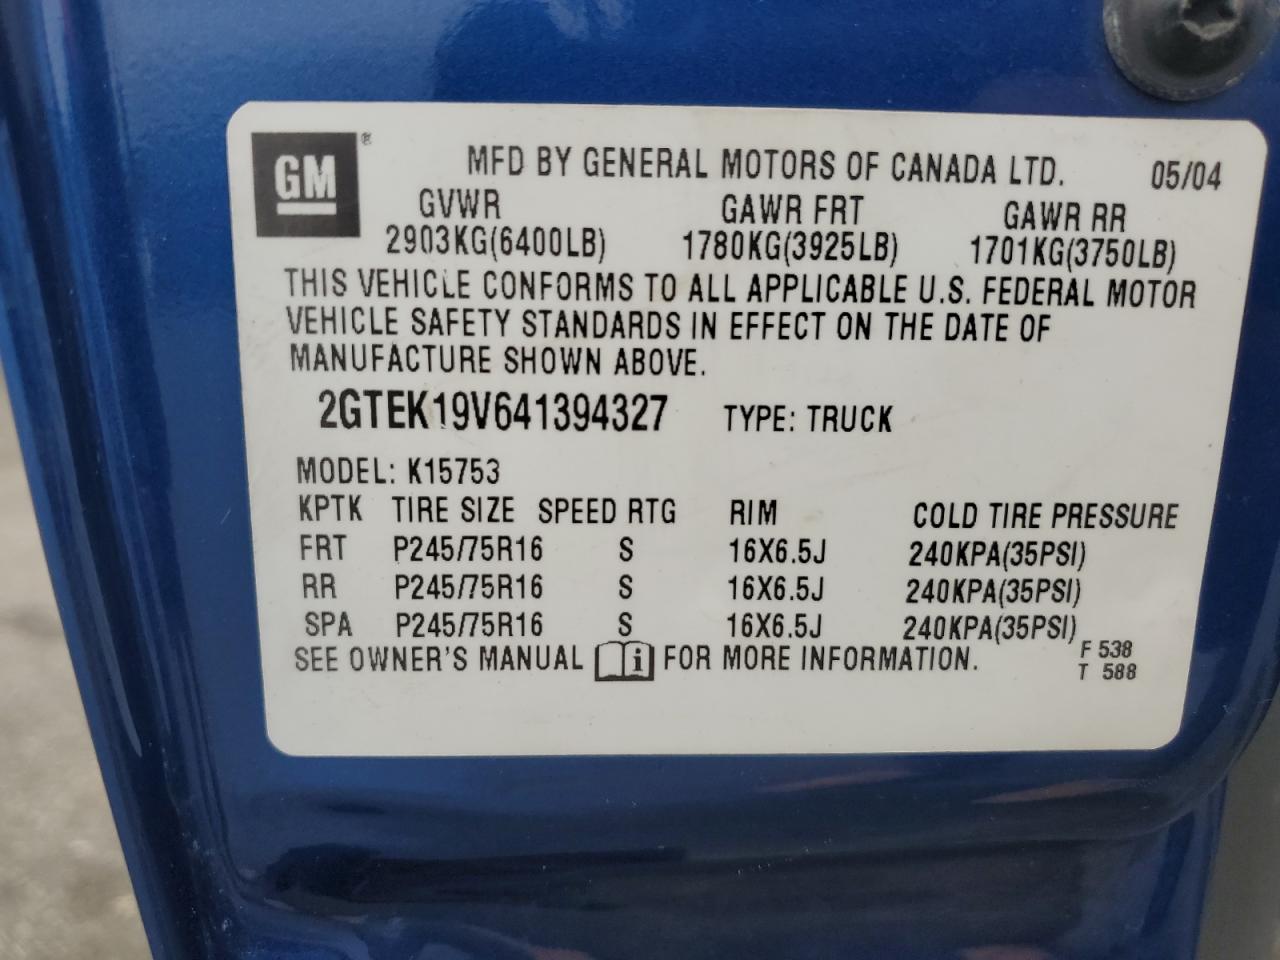 GM®
MFD BY GENERAL MOTORS OF CANADA LTD. 05/04
GVWR GAWR FRT GAWR RR
2903KG(6400LB) 1780KG(3925LB) 1701KG(3750LB)
THIS VEHICLE CONFORMS TO ALL APPLICABLE U.S. FEDERAL MOTOR
VEHICLE SAFETY STANDARDS IN EFFECT ON THE DATE OF
MANUFACTURE SHOWN ABOVE.
2GTEK19V641394327 TYPE: TRUCK
MODEL: K15753
KPTK TIRE SIZE SPEED RTG RIM COLD TIRE PRESSURE
FRT P245/75R16 S 16X6.5J 240KPA(35PSI)
RR P245/75R16 S 16X6.5J 240KPA(35PSI)
SPA P245/75R16 S 16X6.5J 240KPA(35PSI)
SEE OWNER'S MANUAL i FOR MORE INFORMATION.
F 538
T 588